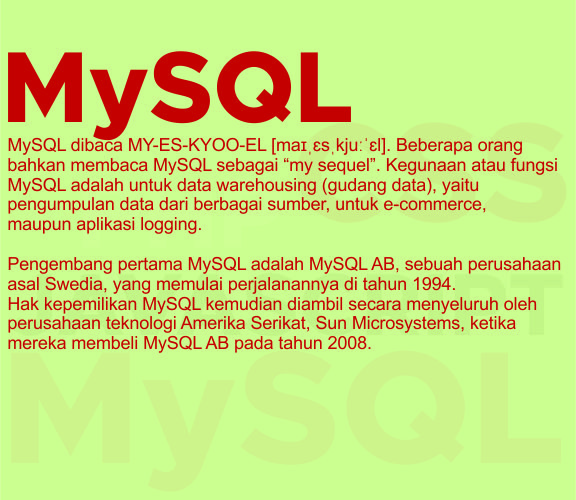 MySQL
MySQL dibaca MY-ES-KYOO-EL [maɪˌɛsˌkjuːˈɛl]. Beberapa orang
bahkan membaca MySQL sebagai “my sequel”. Kegunaan atau fungsi
MySQL adalah untuk data warehousing (gudang data), yaitu
pengumpulan data dari berbagai sumber, untuk e-commerce,
maupun aplikasi logging.
Pengembang pertama MySQL adalah MySQL AB, sebuah perusahaan
asal Swedia, yang memulai perjalanannya di tahun 1994.
Hak kepemilikan MySQL kemudian diambil secara menyeluruh oleh
perusahaan teknologi Amerika Serikat, Sun Microsystems, ketika
mereka membeli MySQL AB pada tahun 2008.
MySQL